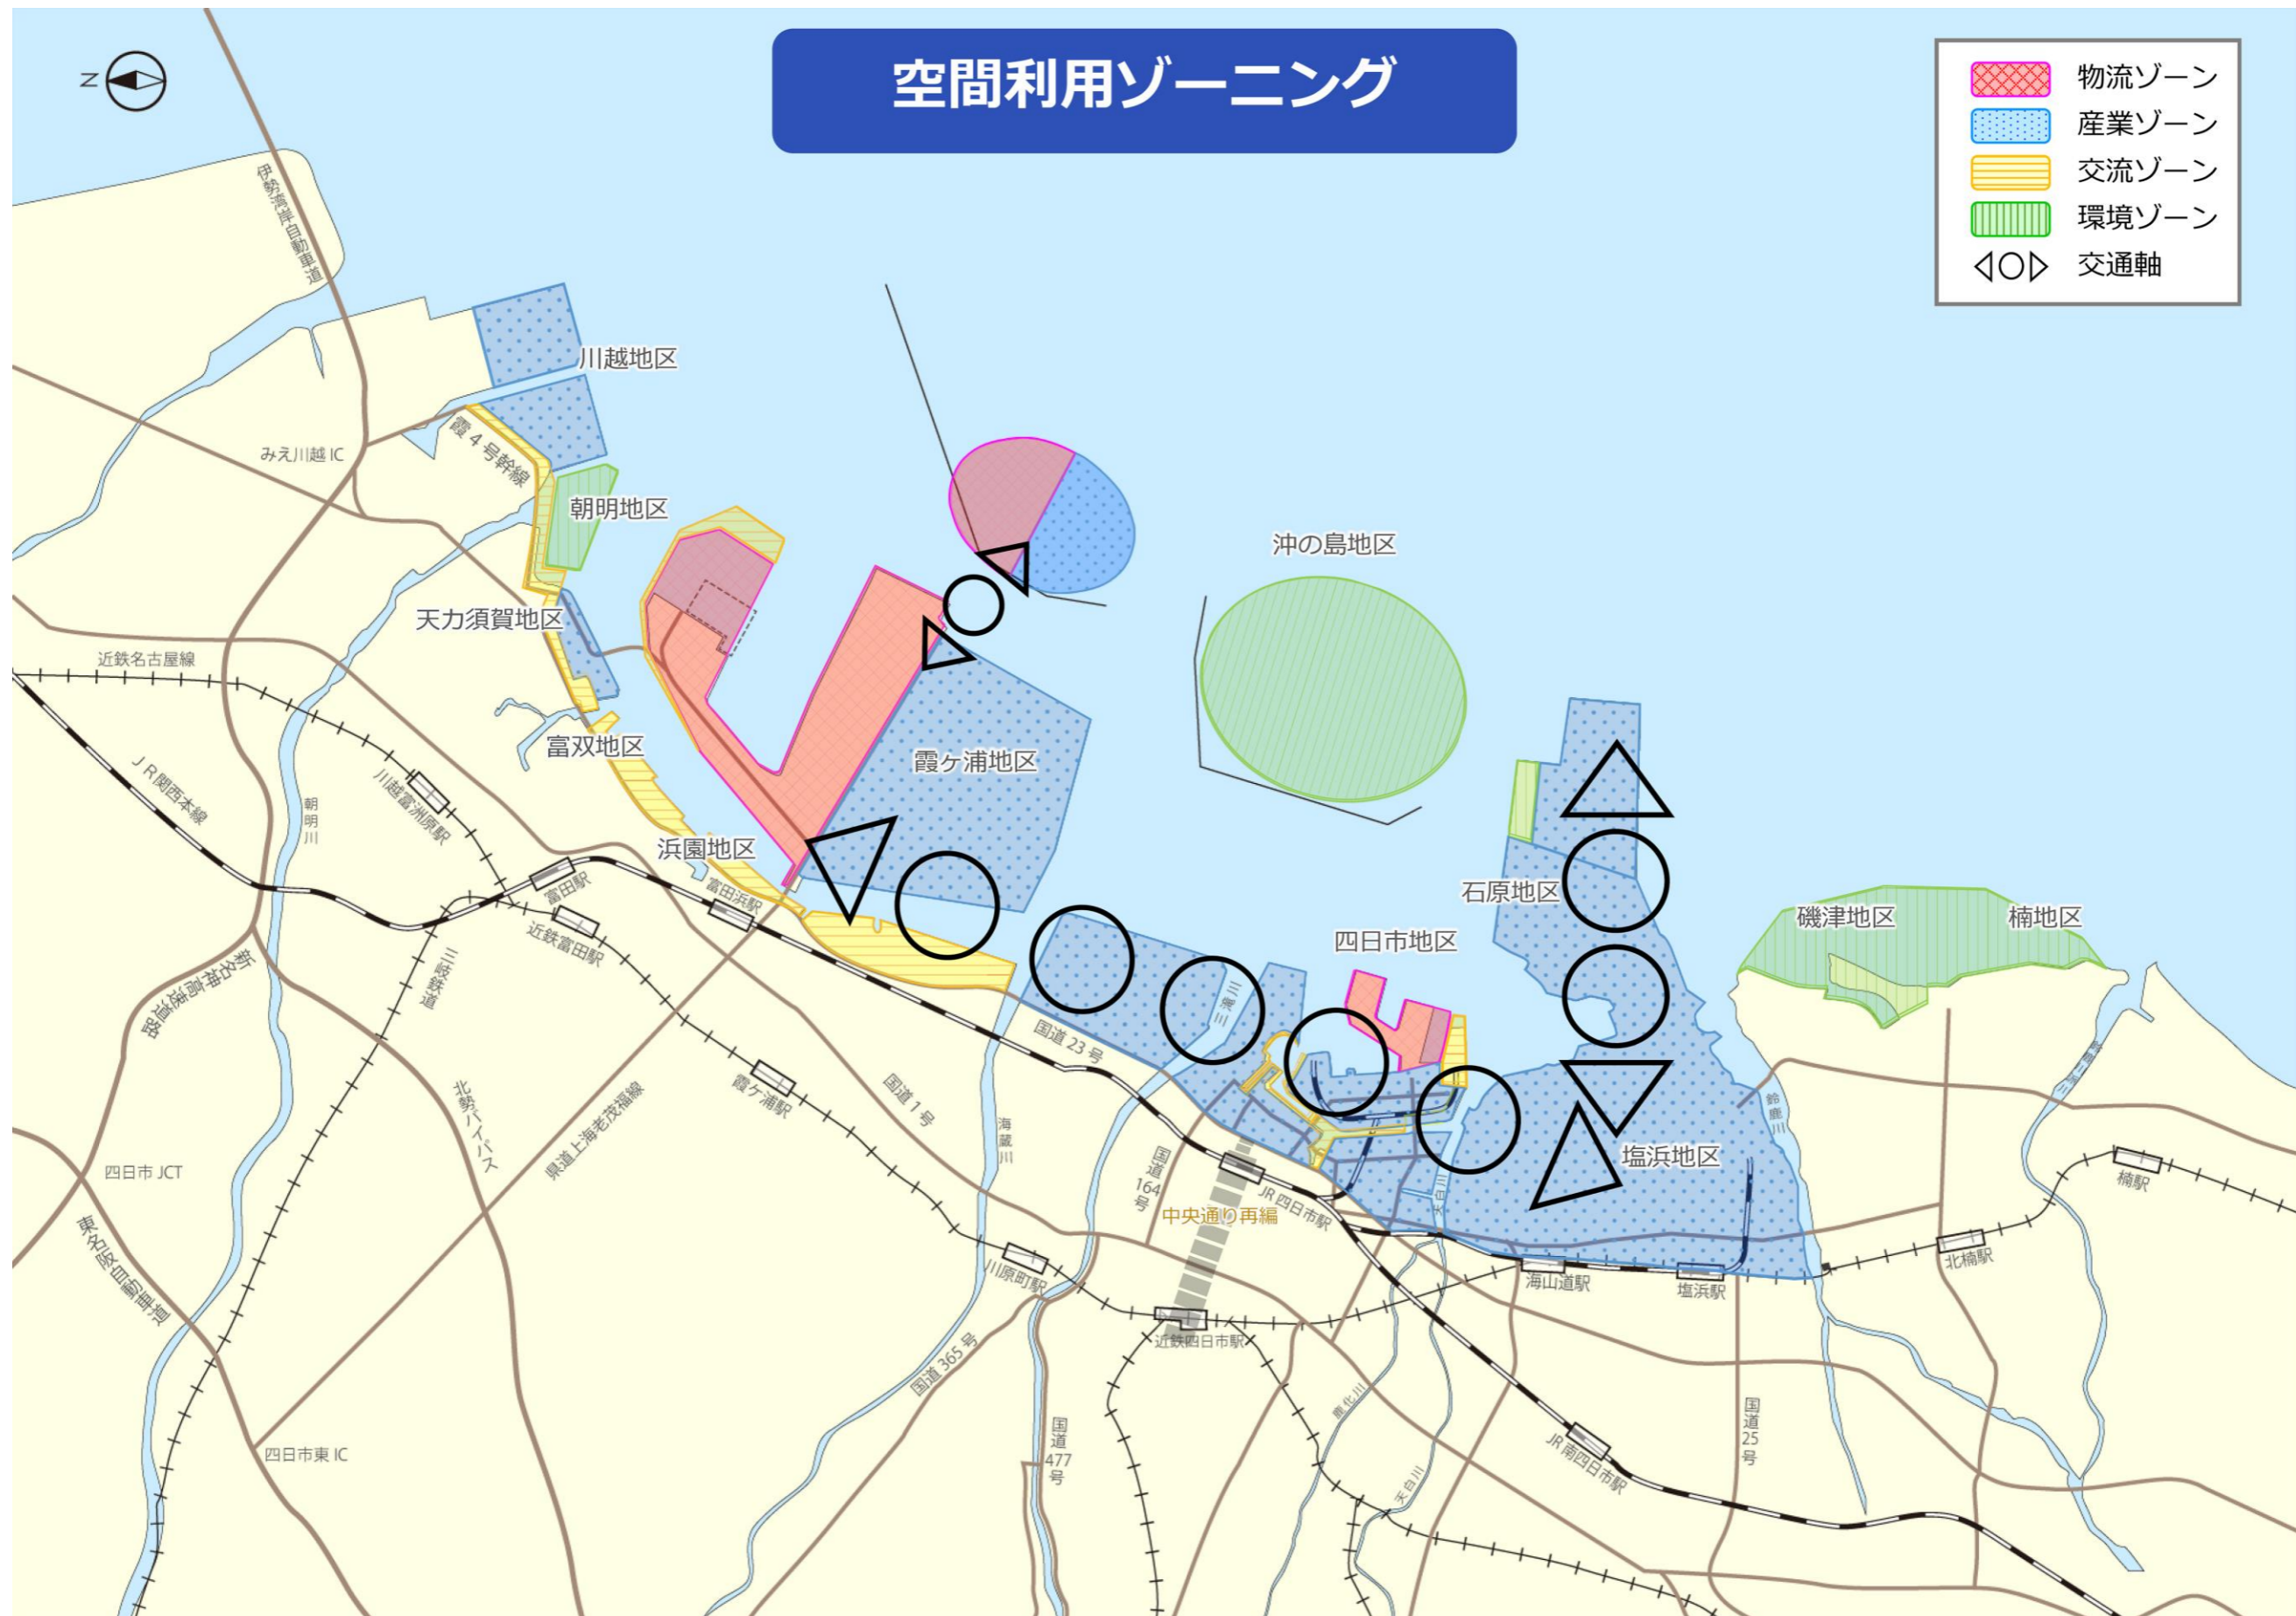 空間利用ゾーニング
N
物流ゾーン
産業ゾーン
交流ゾーン
環境ゾーン
交通軸
伊勢湾岸自動車道
川越地区
霞4号幹線
みえ川越IC
朝明地区
沖の島地区
天力須賀地区
近鉄名古屋線
富双地区
霞ヶ浦地区
JR関西本線
川越富洲原駅
朝明川
浜園地区
富田駅
富田浜駅
石原地区
磯津地区
楠地区
近鉄富田駅
四日市地区
三岐鉄道
新名神高速道路
三滝川
国道23号
霞ケ浦駅
国道1号
北勢バイパス
県道上海老茂福線
海蔵川
鈴鹿川
四日市JCT
国道164号
塩浜地区
楠駅
天白川
JR四日市駅
中央通り再編
東名阪自動車道
川原町駅
海山道駅
塩浜駅
北楠駅
近鉄四日市駅
国道365号
鹿化川
国道25号
国道477号
JR南四日市駅
四日市東IC
天白川